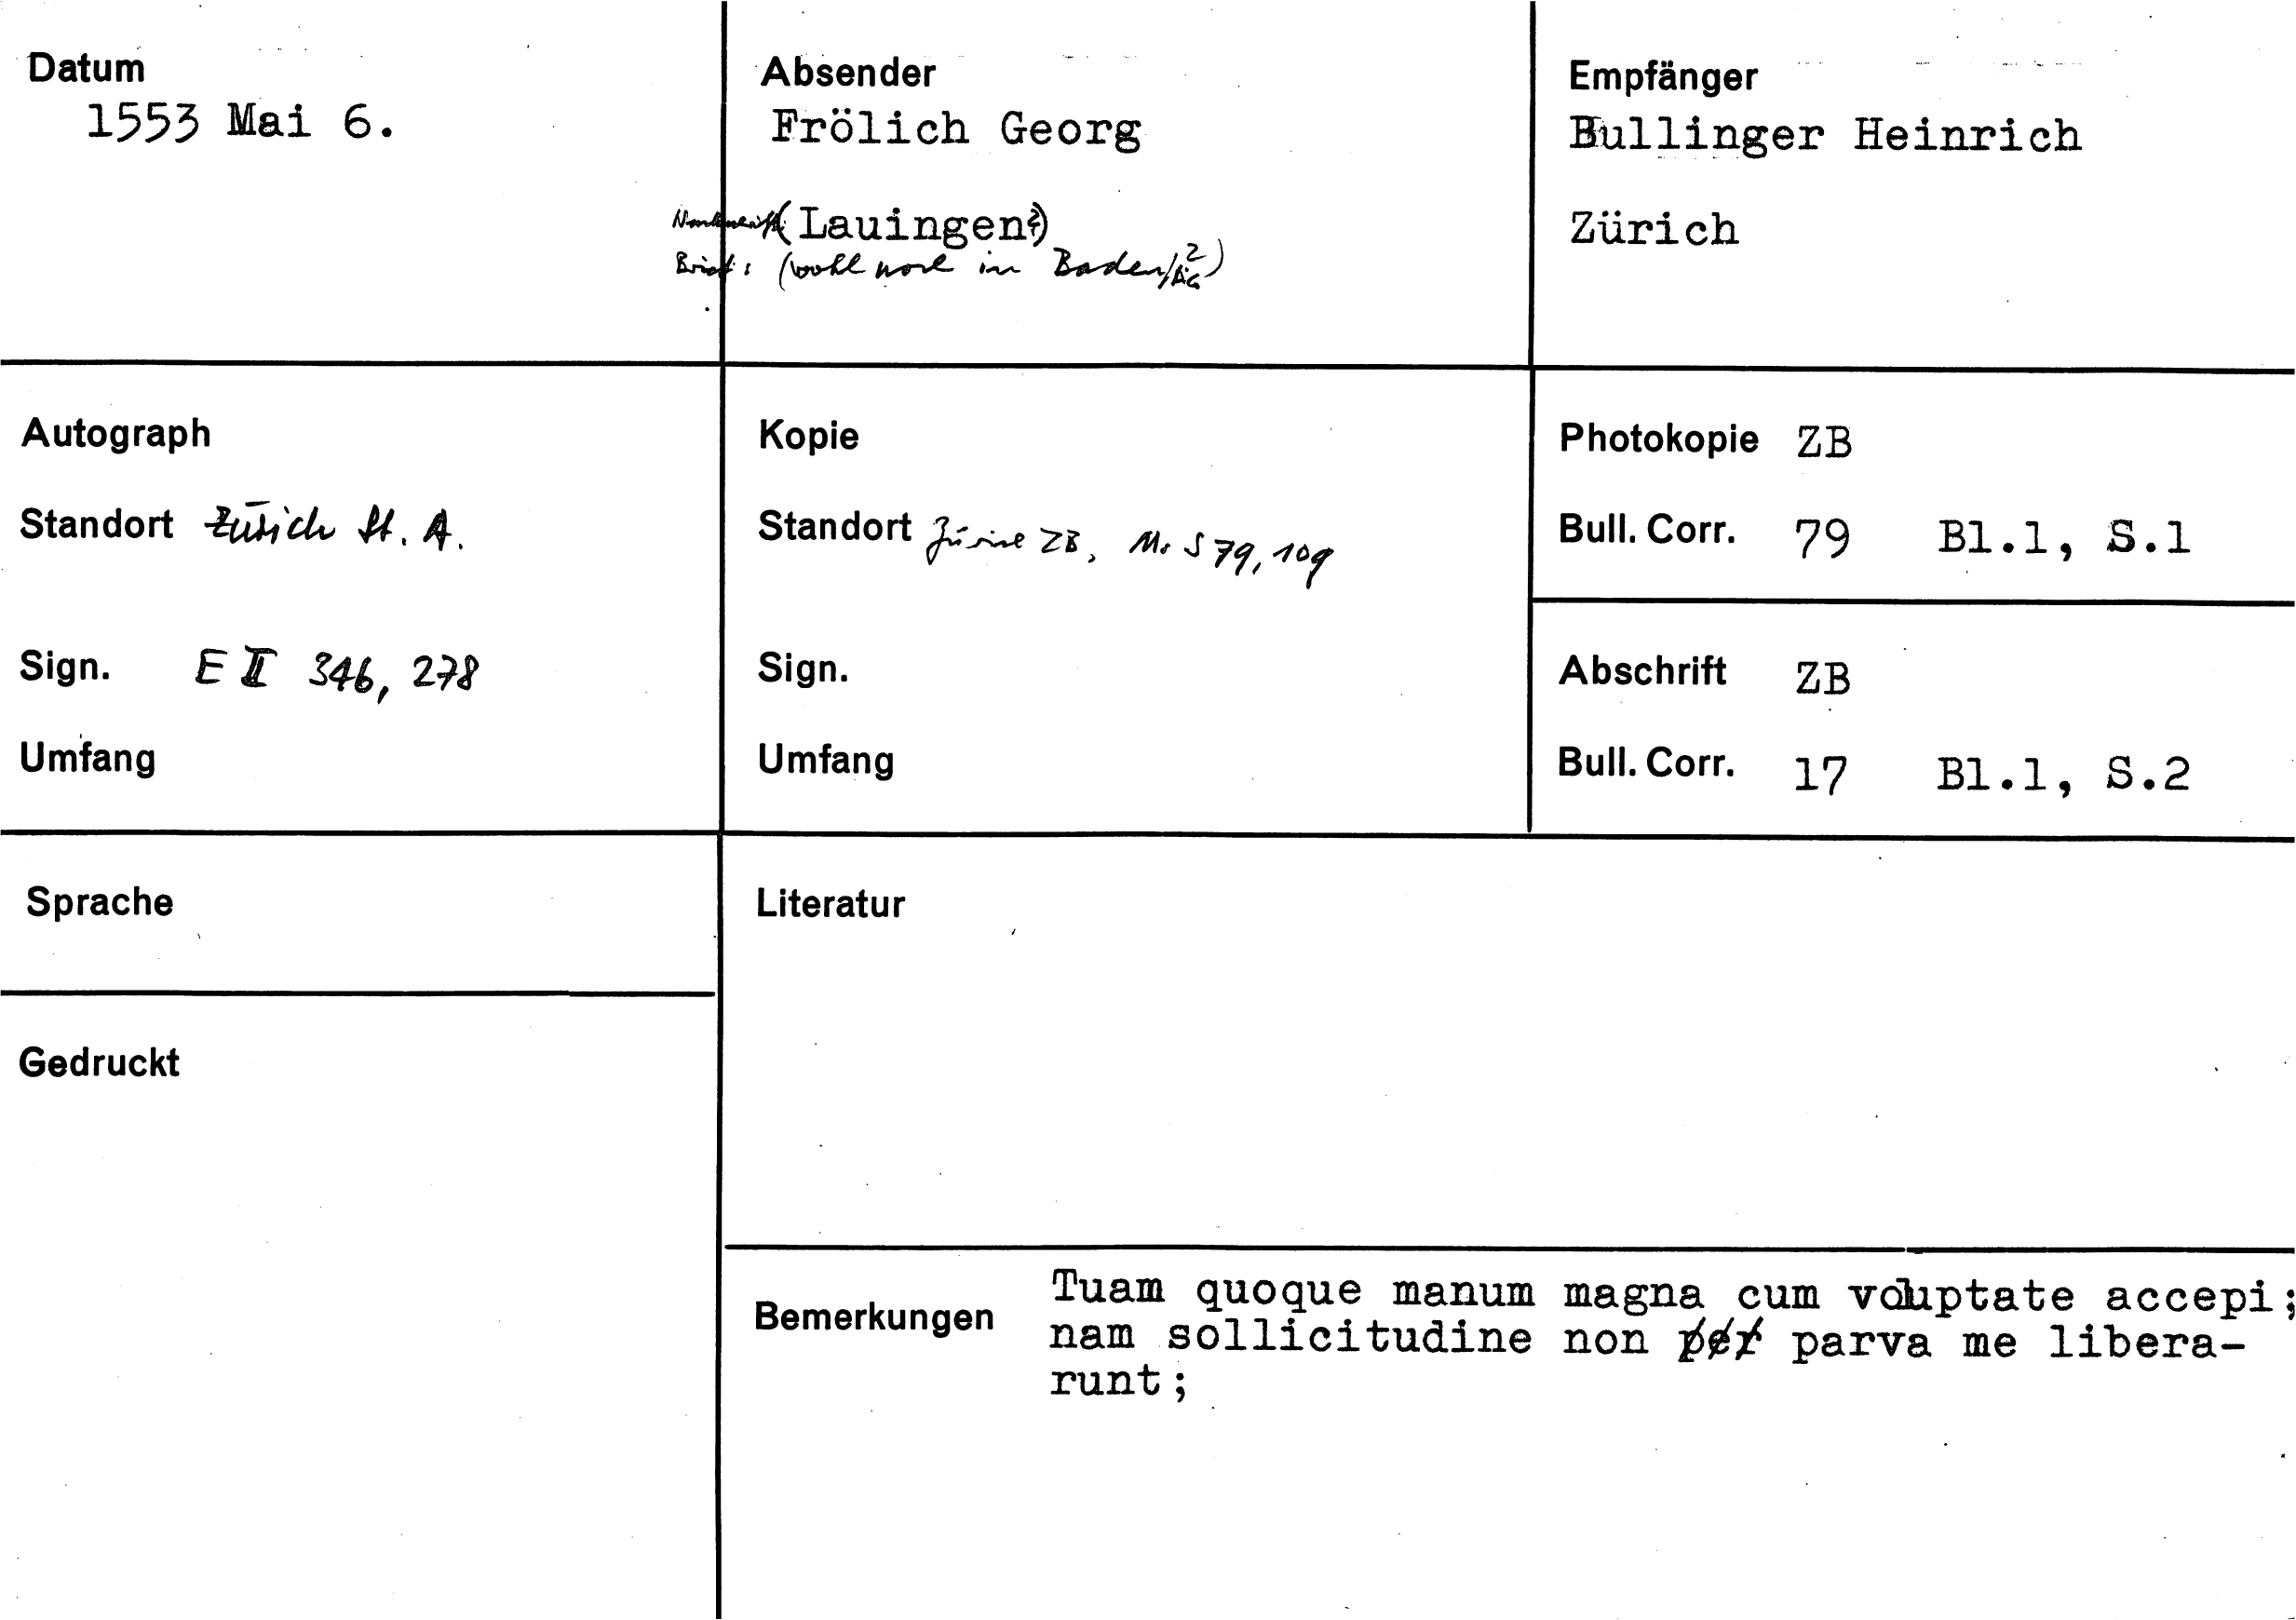 Datum
1553 Mai 6.
Absender
Frölich Georg
(Lauingen?)
Brief: (wohl noch in Baden/AG?)
Empfänger
Bullinger Heinrich
Zürich
Autograph
Standort Zürich St. A.
Sign. E II 346, 278
Umfang
Kopie
Standort Zürich ZB, Ms S 79, 109
Sign.
Umfang
Photokopie ZB
Bull. Corr. 79 Bl.1, S.1
Abschrift ZB
Bull. Corr. 17 Bl.1, S.2
Sprache
Gedruckt
Literatur
Bemerkungen
Tuam quoque manum magna cum voluptate accepi;
nam sollicitudine non per parva me libera-
runt;